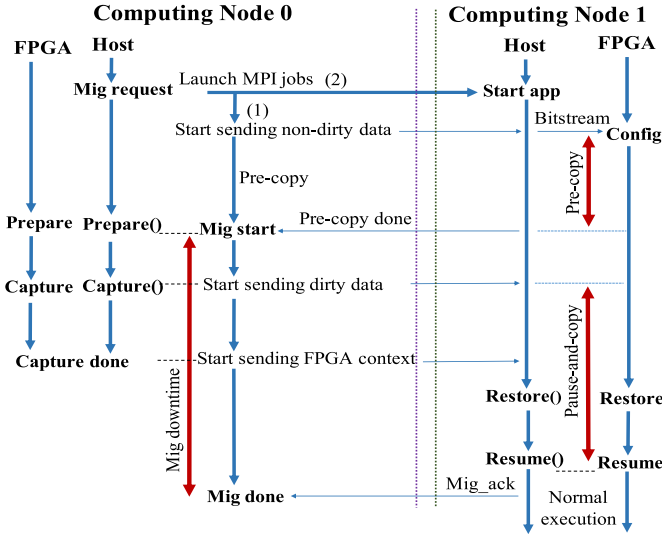 Computing Node 0
Computing Node 1
FPGA
Host
Host
FPGA
Mig request
Launch MPI jobs (2)
Start app
(1)
Start sending non-dirty data
Bitstream
Config
Pre-copy
Pre-copy
Prepare
Prepare()
Mig start
Pre-copy done
Capture
Capture()
Start sending dirty data
Capture done
Start sending FPGA context
Pause-and-copy
Mig downtime
Restore()
Restore
Resume()
Resume
Mig done
Mig_ack
Normal
execution